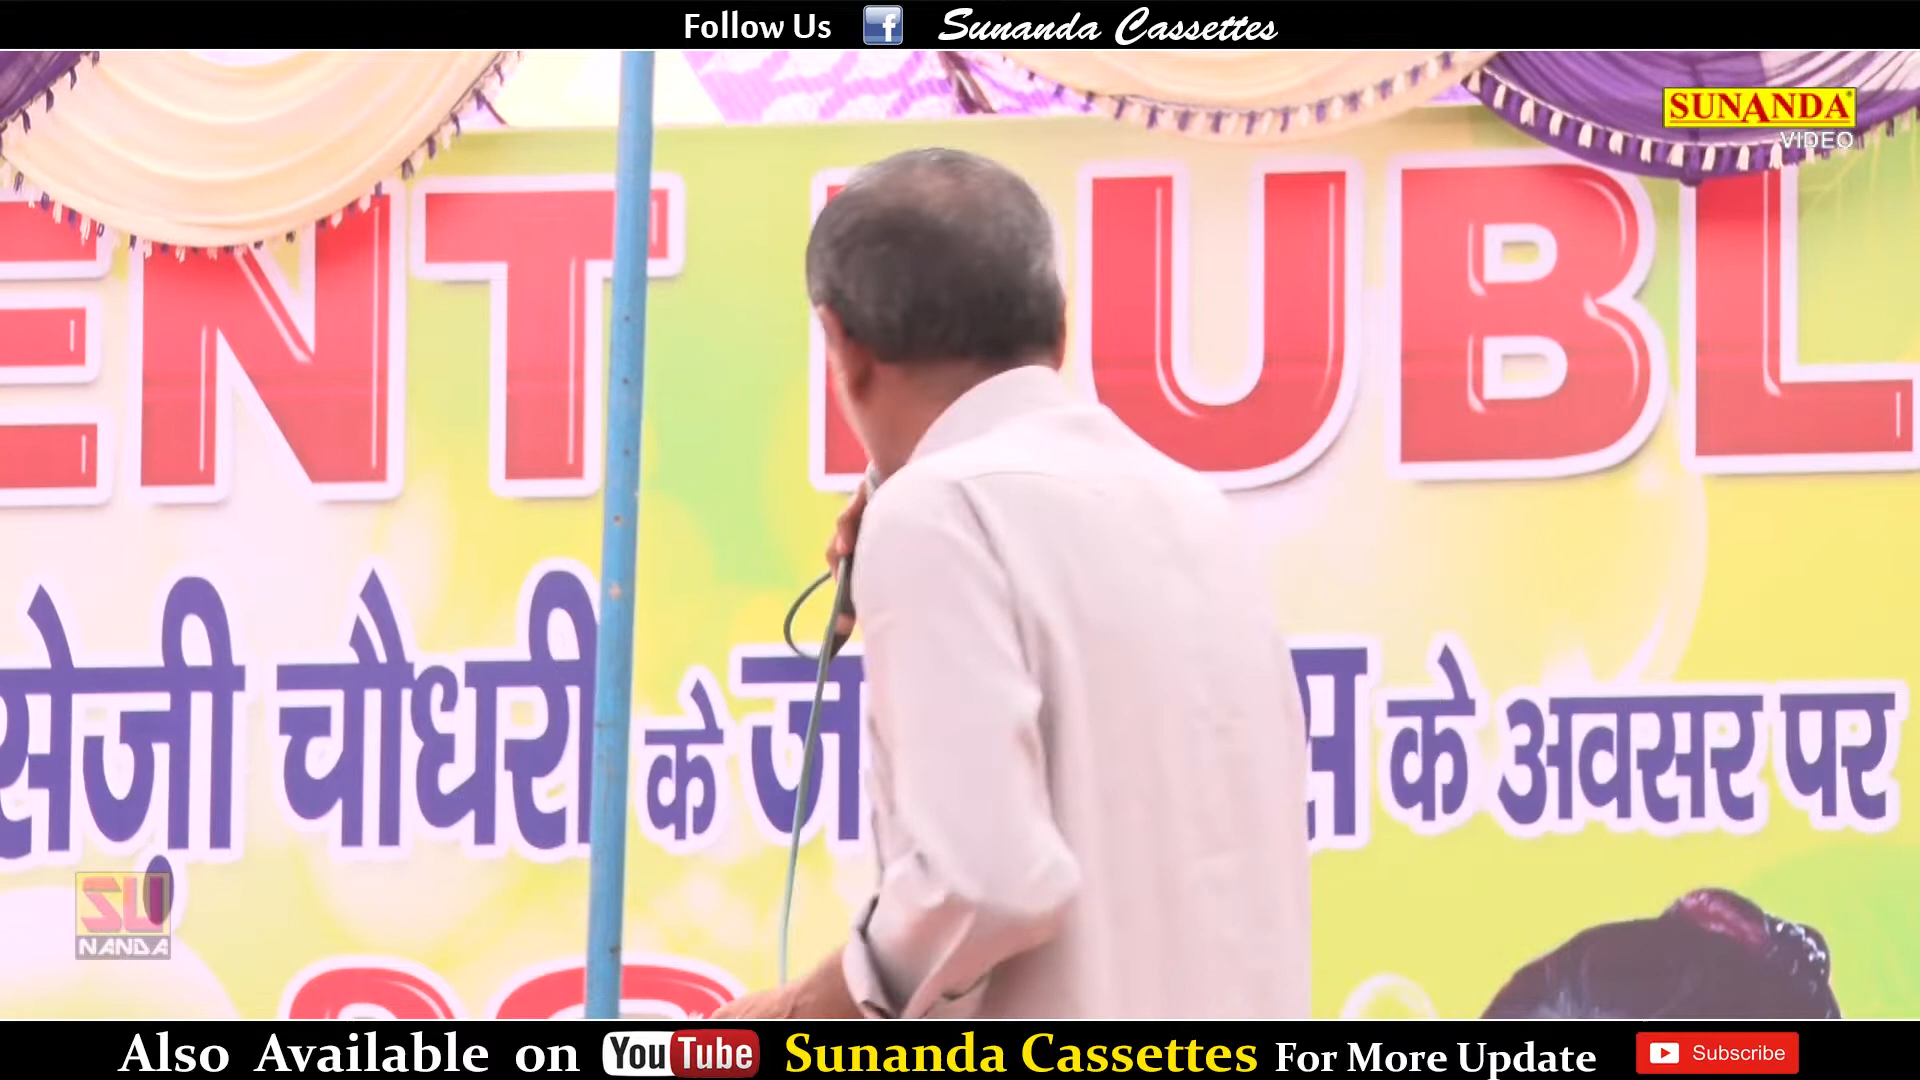 Follow Us f Sunanda Cassettes
SUNANDA
VIDEO
ENT PUBL
सेज़ी चौधरी के ज स के अवसर पर
SU
NANDA
Also Available on YouTube Sunanda Cassettes For More Update Subscribe